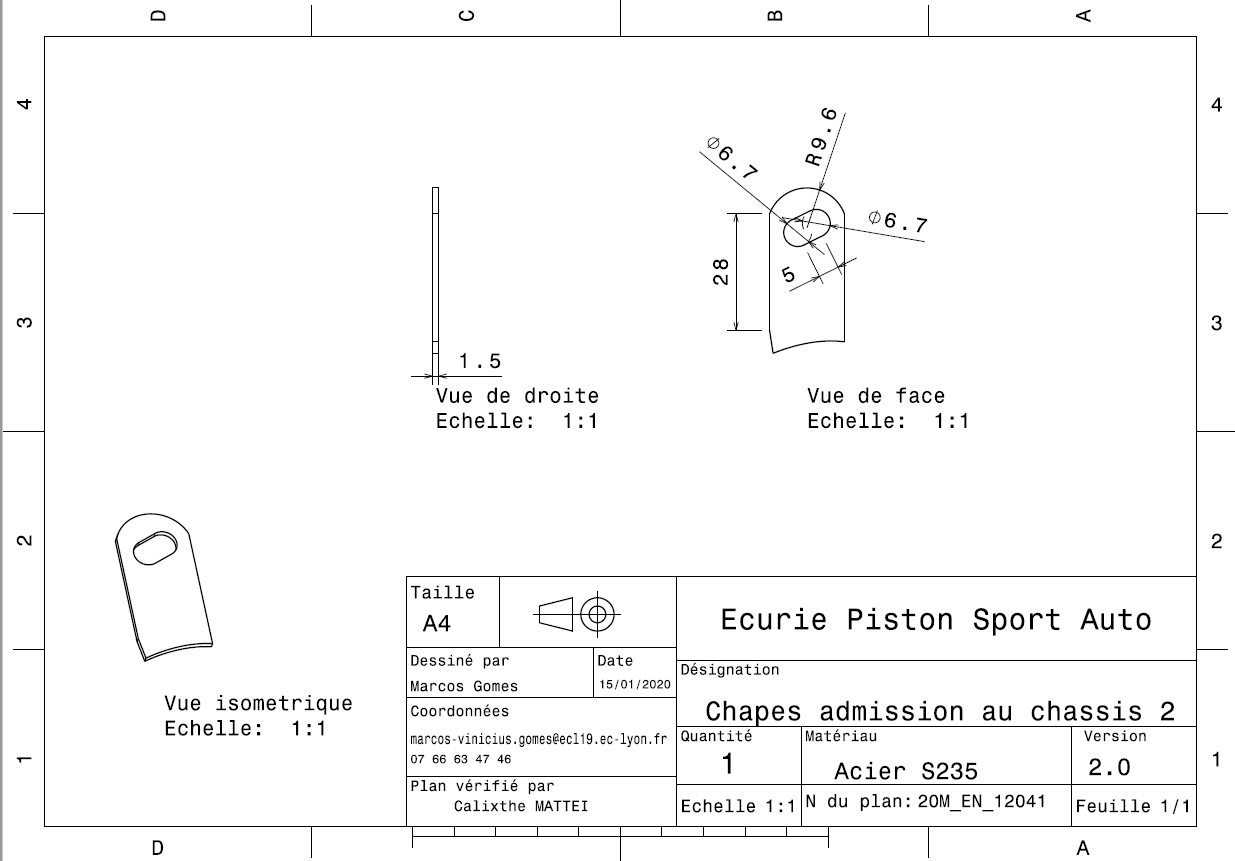 D C B A
4 4
R9.6
⌀6.7
⌀6.7
28
5
3 3
1.5
Vue de droite
Echelle: 1:1
Vue de face
Echelle: 1:1
2 2
Vue isometrique
Echelle: 1:1
1 1
Taille
A4
Ecurie Piston Sport Auto
Dessiné par
Marcos Gomes
Date
15/01/2020
Désignation
Chapes admission au chassis 2
Coordonnées
marcos-vinicius.gomes@ecl19.ec-lyon.fr
07 66 63 47 46
Quantité
1
Matériau
Acier S235
Version
2.0
Plan vérifié par
Calixthe MATTEI
Echelle 1:1
N du plan: 20M_EN_12041
Feuille 1/1
D A